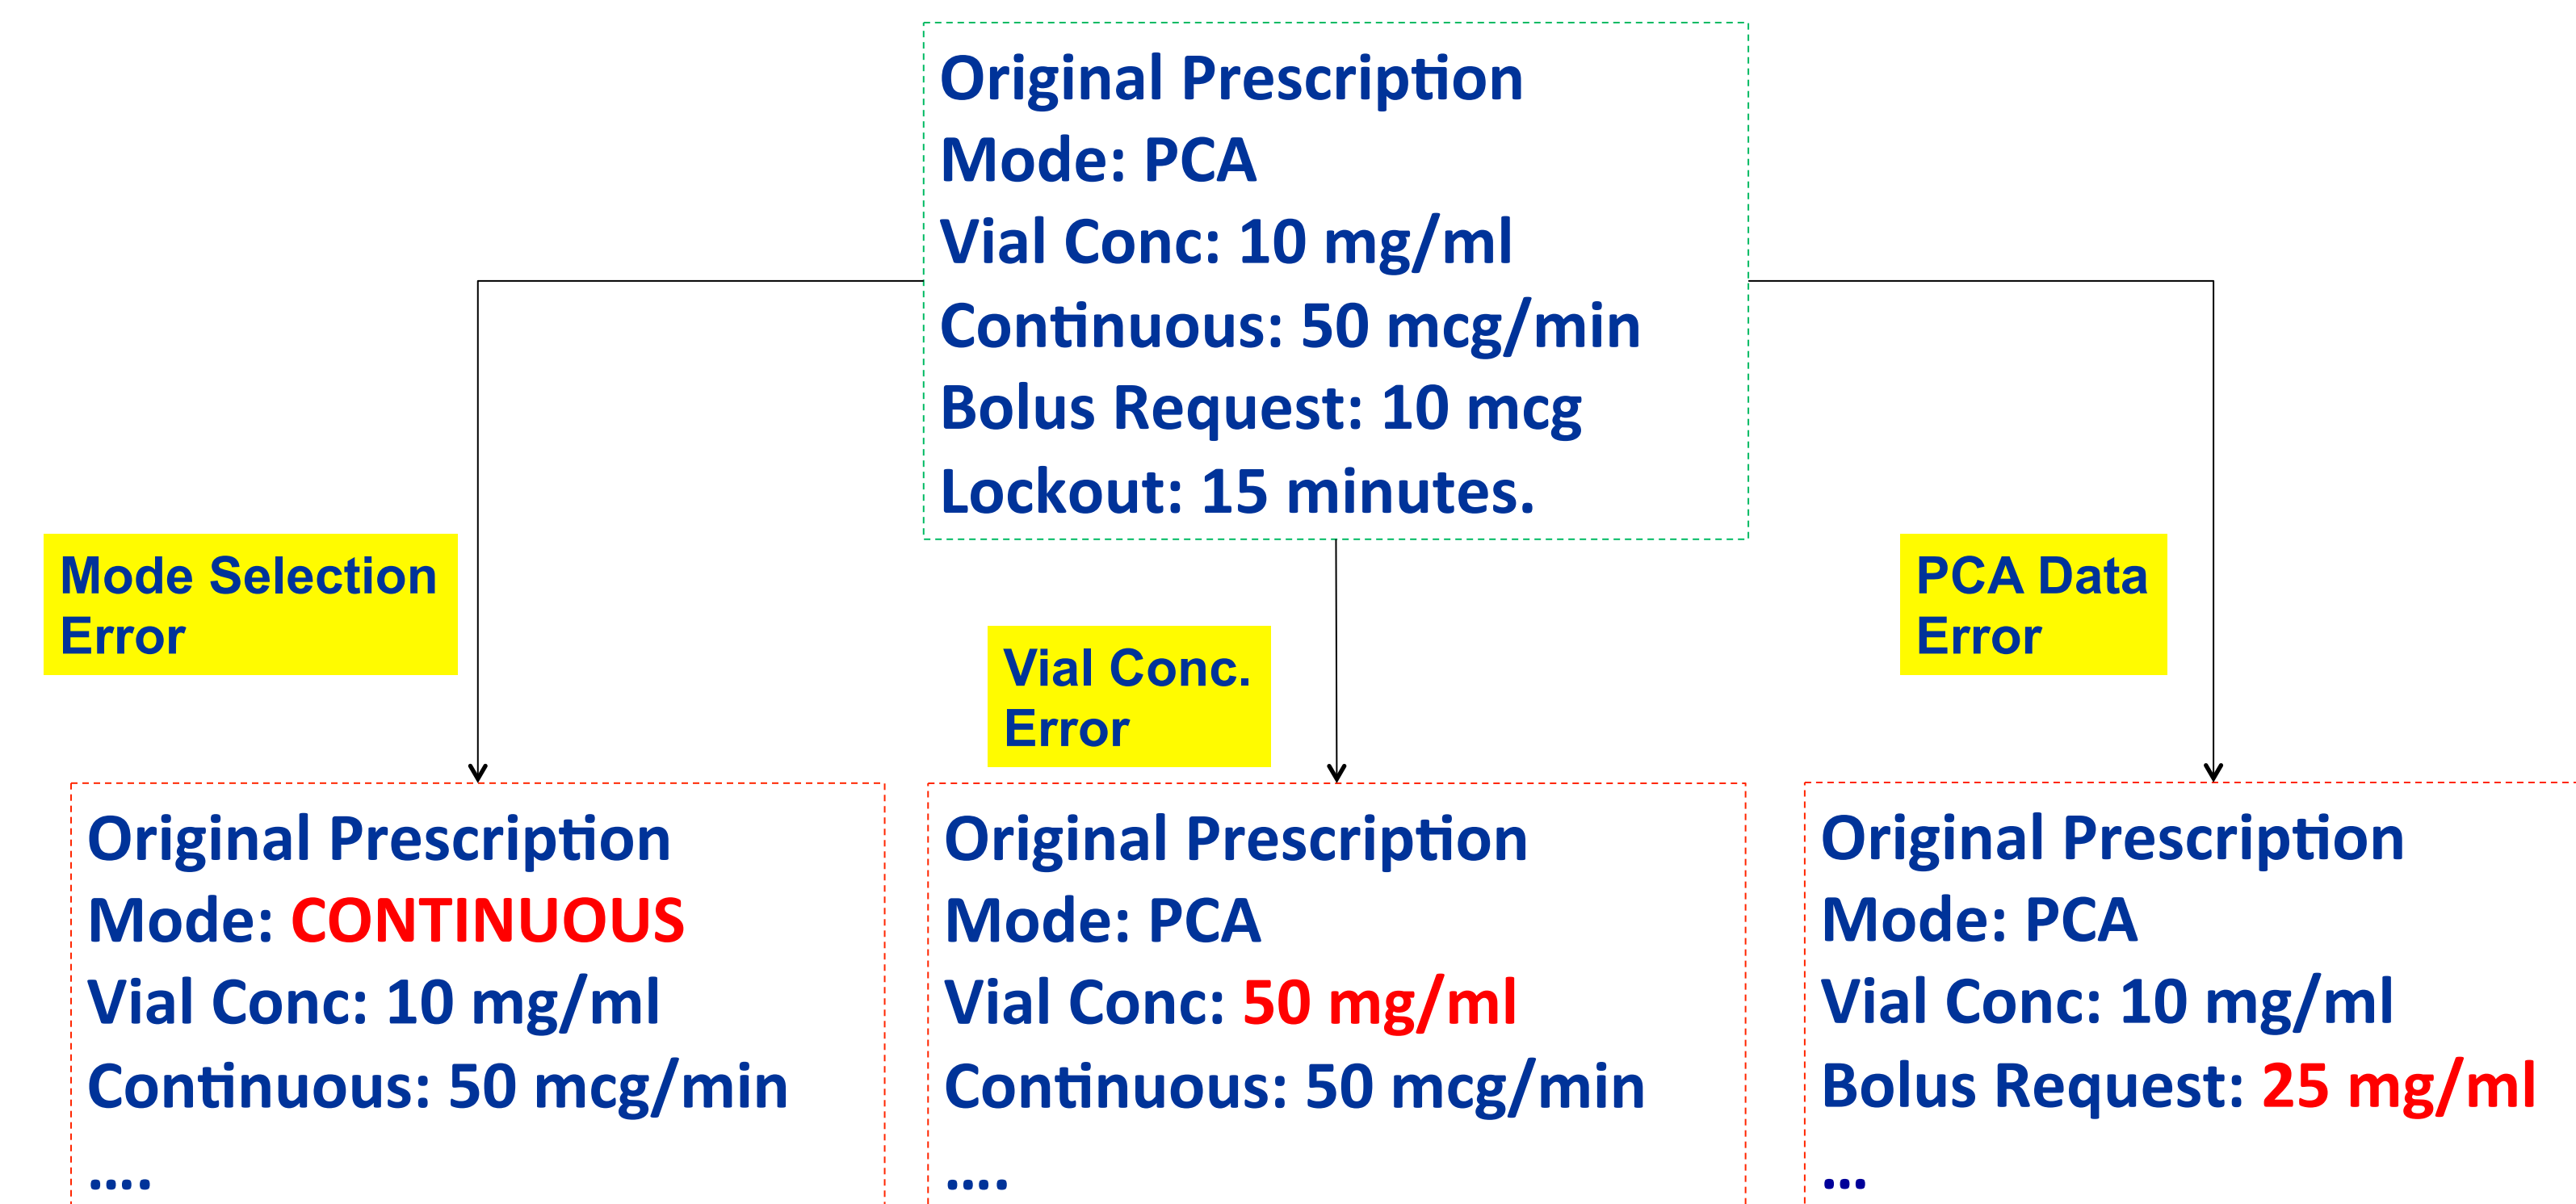 Original Prescription
Mode: PCA
Vial Conc: 10 mg/ml
Continuous: 50 mcg/min
Bolus Request: 10 mcg
Lockout: 15 minutes.
Mode Selection
Error
Vial Conc.
Error
PCA Data
Error
Original Prescription
Mode: CONTINUOUS
Vial Conc: 10 mg/ml
Continuous: 50 mcg/min
....
Original Prescription
Mode: PCA
Vial Conc: 50 mg/ml
Continuous: 50 mcg/min
....
Original Prescription
Mode: PCA
Vial Conc: 10 mg/ml
Bolus Request: 25 mg/ml
...